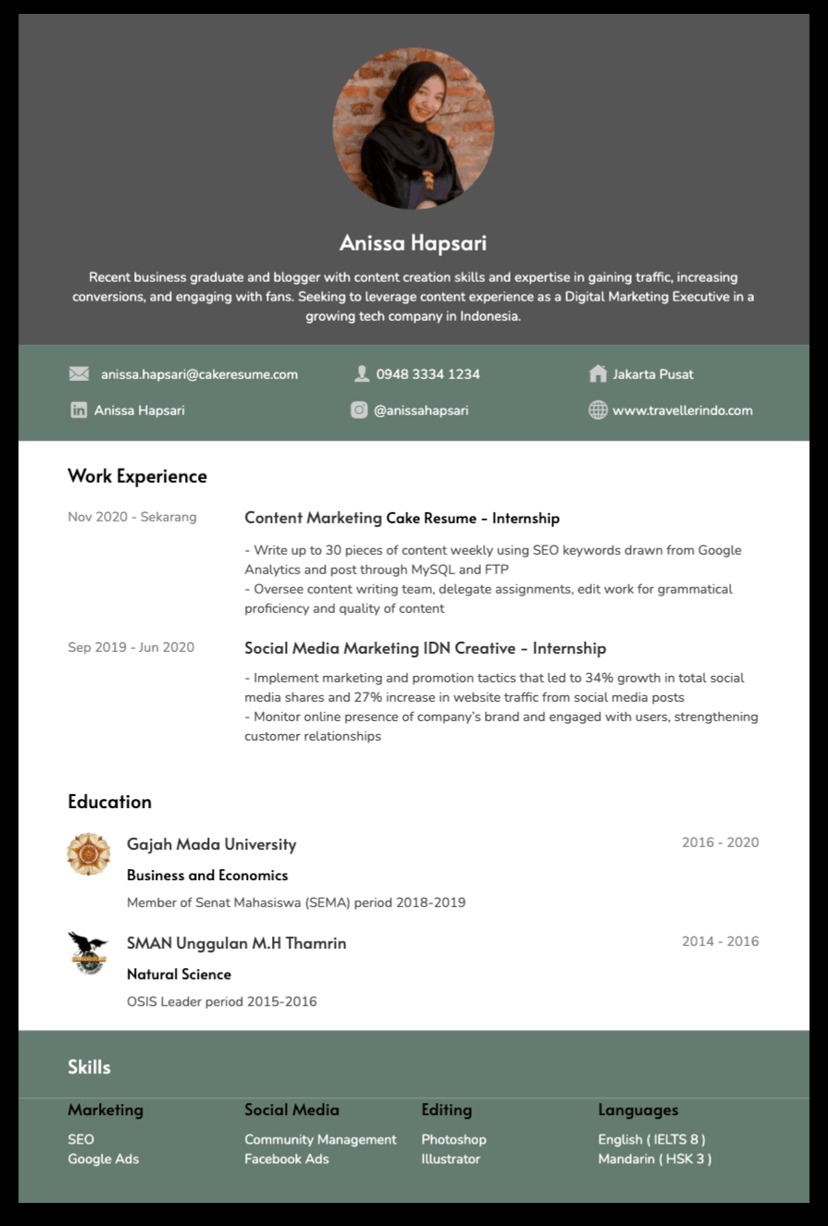 Anissa Hapsari
Recent business graduate and blogger with content creation skills and expertise in gaining traffic, increasing
conversions, and engaging with fans. Seeking to leverage content experience as a Digital Marketing Executive in a
growing tech company in Indonesia.
anissa.hapsari@cakeresume.com
0948 3334 1234
Jakarta Pusat
in
Anissa Hapsari
@anissahapsari
www.travellerindo.com
Work Experience
Nov 2020 - Sekarang
Content Marketing Cake Resume - Internship
- Write up to 30 pieces of content weekly using SEO keywords drawn from Google
Analytics and post through MySQL and FTP
- Oversee content writing team, delegate assignments, edit work for grammatical
proficiency and quality of content
Sep 2019 - Jun 2020
Social Media Marketing IDN Creative - Internship
- Implement marketing and promotion tactics that led to 34% growth in total social
media shares and 27% increase in website traffic from social media posts
- Monitor online presence of company's brand and engaged with users, strengthening
customer relationships
Education
Gajah Mada University
2016 - 2020
Business and Economics
Member of Senat Mahasiswa (SEMA) period 2018-2019
SMAN Unggulan M.H Thamrin
2014 - 2016
Natural Science
OSIS Leader period 2015-2016
Skills
Marketing
SEO
Google Ads
Social Media
Community Management
Facebook Ads
Editing
Photoshop
Illustrator
Languages
English ( IELTS 8 )
Mandarin ( HSK 3 )